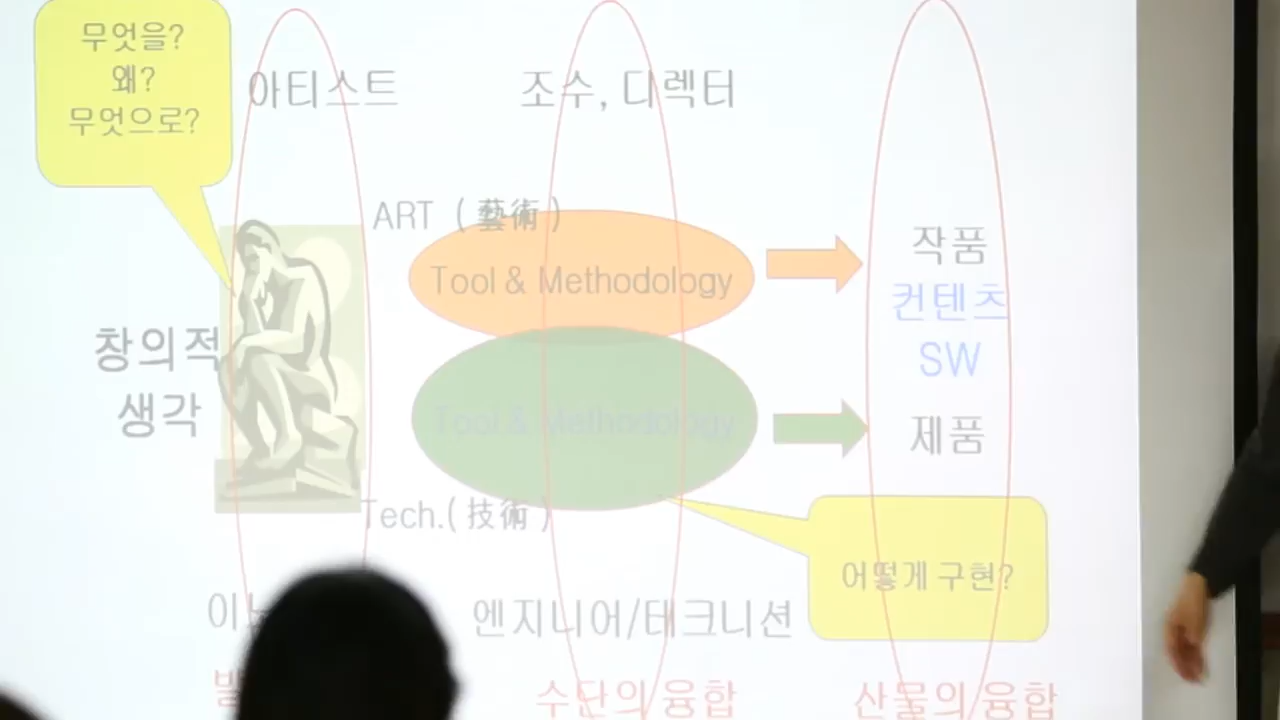 무엇을?
왜?
무엇으로?
아티스트
조수, 디렉터
ART ( 藝術 )
Tool & Methodology
작품
컨텐츠
SW
제품
창의적
생각
Tool & Methodology
Tech.( 技術 )
어떻게 구현?
엔지니어/테크니션
수단의 융합
산물의 융합